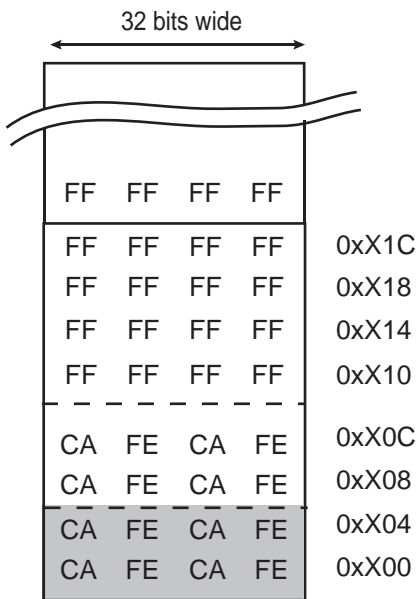 32 bits wide
FF FF FF FF
FF FF FF FF 0xX1C
FF FF FF FF 0xX18
FF FF FF FF 0xX14
FF FF FF FF 0xX10
CA FE CA FE 0xX0C
CA FE CA FE 0xX08
CA FE CA FE 0xX04
CA FE CA FE 0xX00